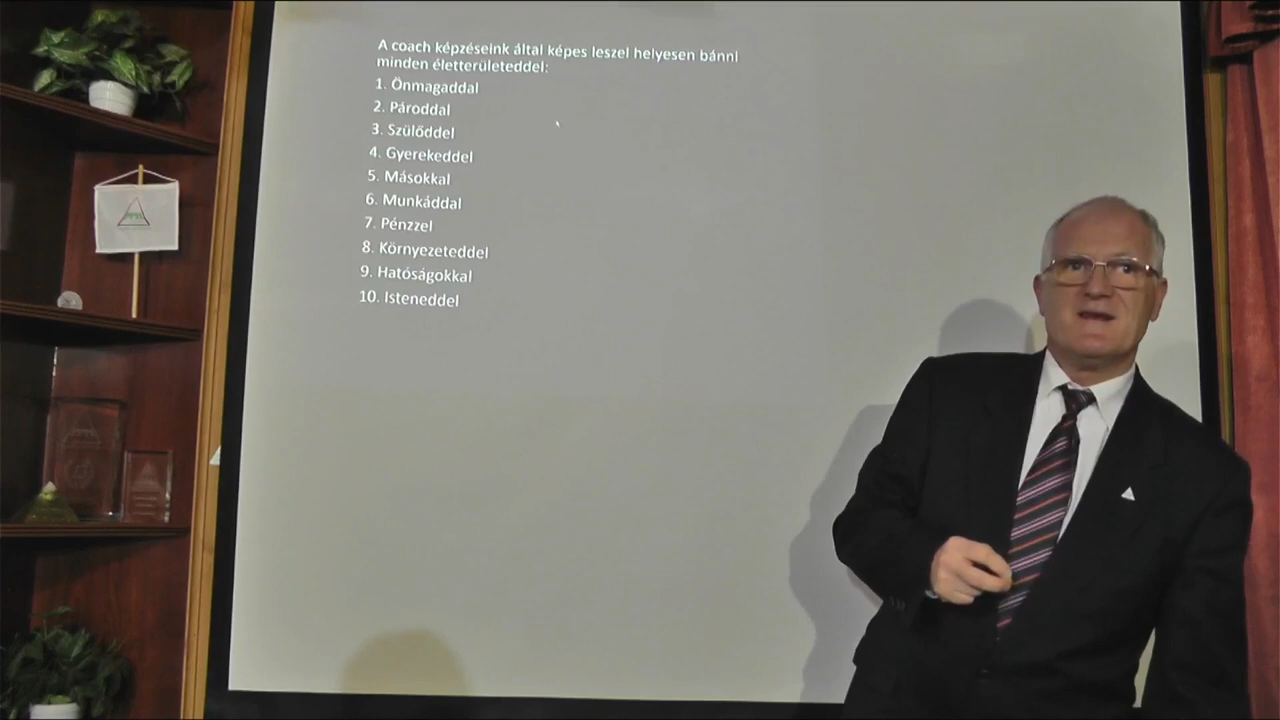 A coach képzéseink által képes leszel helyesen bánni
minden életterületeddel:
1. Önmagaddal
2. Pároddal
3. Szülőddel
4. Gyerekeddel
5. Másokkal
6. Munkáddal
7. Pénzzel
8. Környezeteddel
9. Hatóságokkal
10. Isteneddel